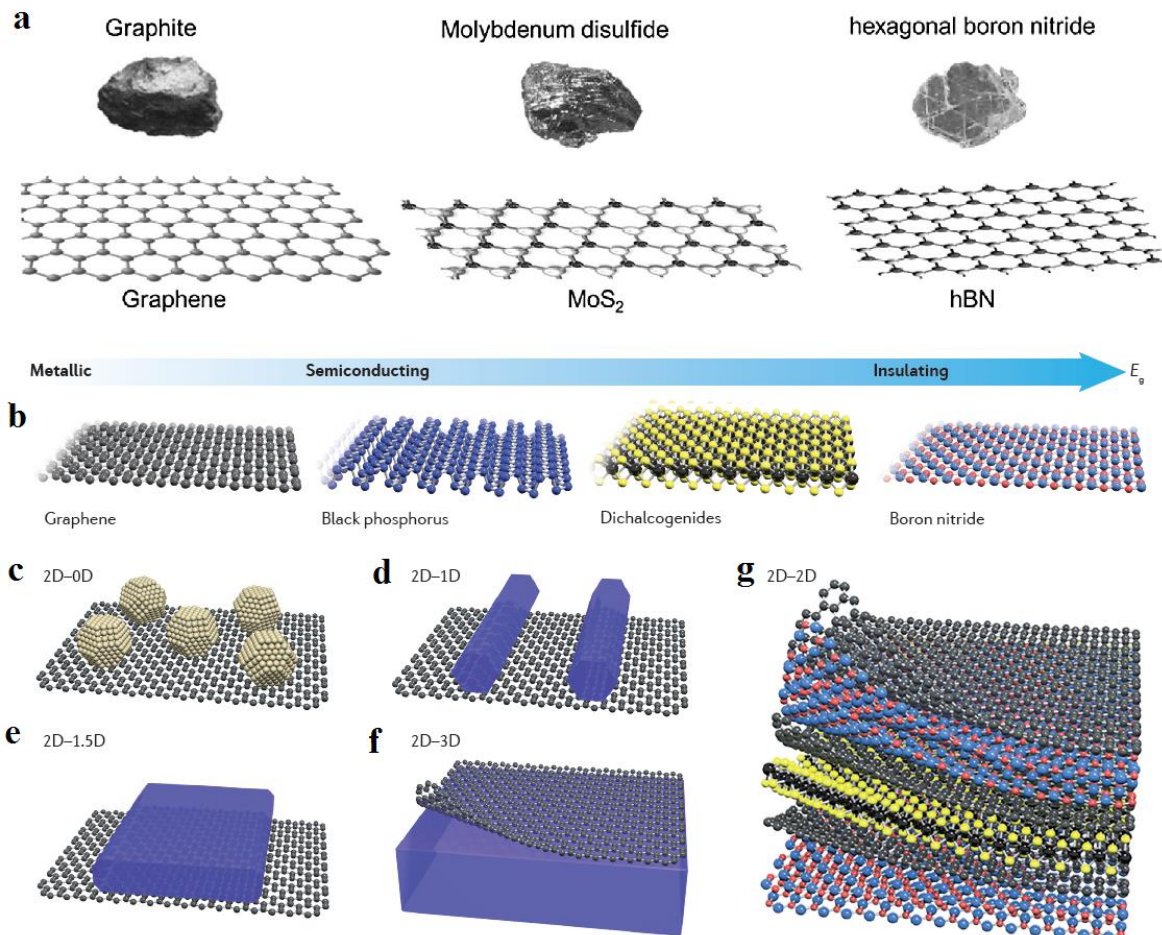 a
Graphite
Molybdenum disulfide
hexagonal boron nitride
Graphene
MoS₂
hBN
Metallic
Semiconducting
Insulating
E_g
b
Graphene
Black phosphorus
Dichalcogenides
Boron nitride
c
2D–0D
d
2D–1D
g
2D–2D
e
2D–1.5D
f
2D–3D